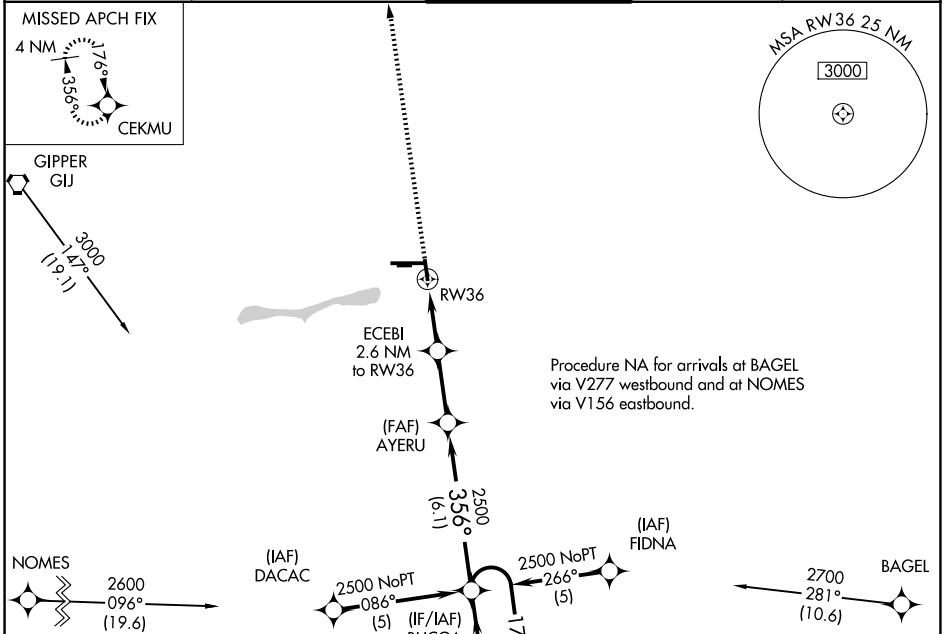 MISSED APCH FIX
4 NM
176°
356°
CEKMU
MSA RW36 25 NM
3000
GIPPER
GIJ
3000
147°
(19.1)
RW36
ECEBI
2.6 NM
to RW36
Procedure NA for arrivals at BAGEL
via V277 westbound and at NOMES
via V156 eastbound.
(FAF)
AYERU
2500
356°
(6.1)
(IAF)
FIDNA
2500 NoPT
266°
(5)
(IAF)
DACAC
2500 NoPT
086°
(5)
(IF/IAF)
NOMES
2600
096°
(19.6)
BAGEL
2700
281°
(10.6)
17